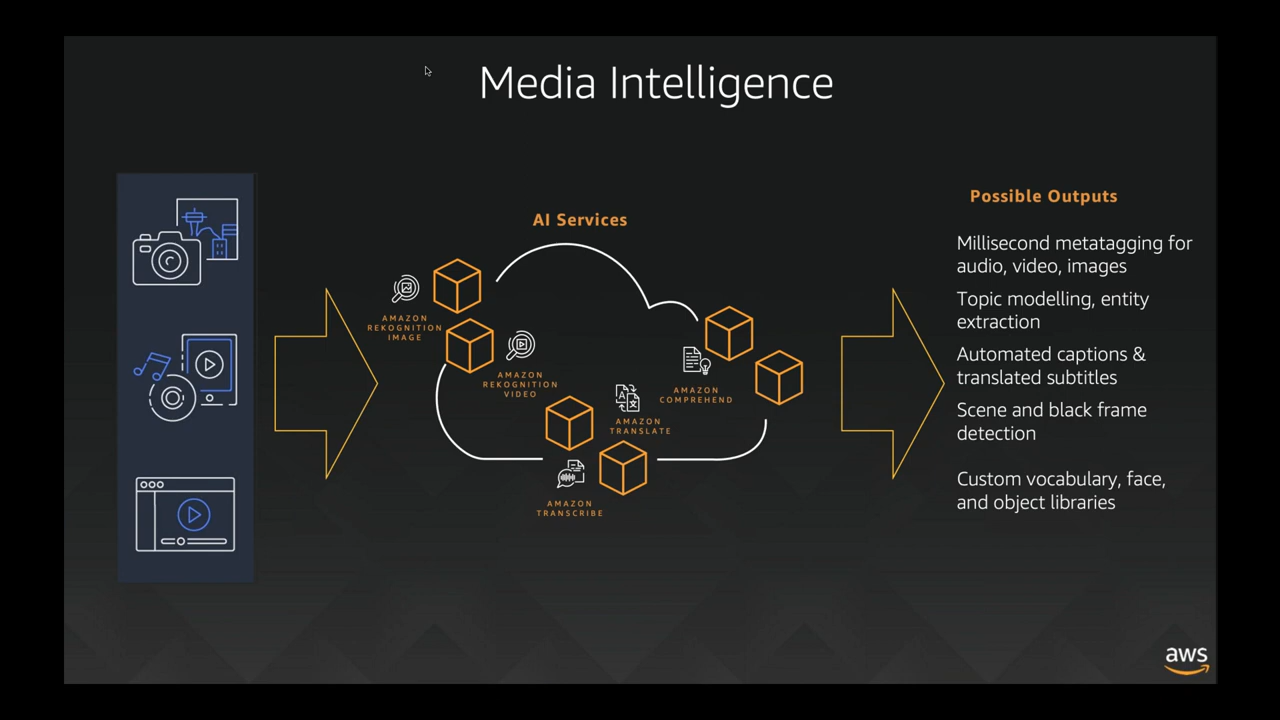 Media Intelligence
AI Services
AMAZON
REKOGNITION
IMAGE
AMAZON
REKOGNITION
VIDEO
AMAZON
TRANSLATE
AMAZON
COMPREHEND
AMAZON
TRANSCRIBE
Possible Outputs
Millisecond metatagging for
audio, video, images
Topic modelling, entity
extraction
Automated captions &
translated subtitles
Scene and black frame
detection
Custom vocabulary, face,
and object libraries
aws